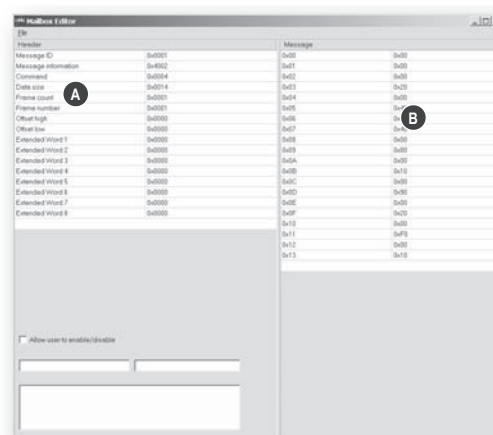 Mailbox Editor
File
Header
Message ID 0x0001
Message information 0x4002
Command 0x0004
Data size 0x0014
Frame count 0x0001
Frame number 0x0001
Offset high 0x0000
Offset low 0x0000
Extended Word 1 0x0000
Extended Word 2 0x0000
Extended Word 3 0x0000
Extended Word 4 0x0000
Extended Word 5 0x0000
Extended Word 6 0x0000
Extended Word 7 0x0000
Extended Word 8 0x0000
A
Allow user to enable/disable
Message
0x00 0x00
0x01 0x00
0x02 0x00
0x03 0x20
0x04 0x00
0x05
0x06
0x07
0x08 0x00
0x09 0x00
0x0A 0x00
0x0B 0x10
0x0C 0x00
0x0D 0x90
0x0E 0x00
0x0F 0x20
0x10 0x00
0x11 0xF0
0x12 0x00
0x13 0x10
B